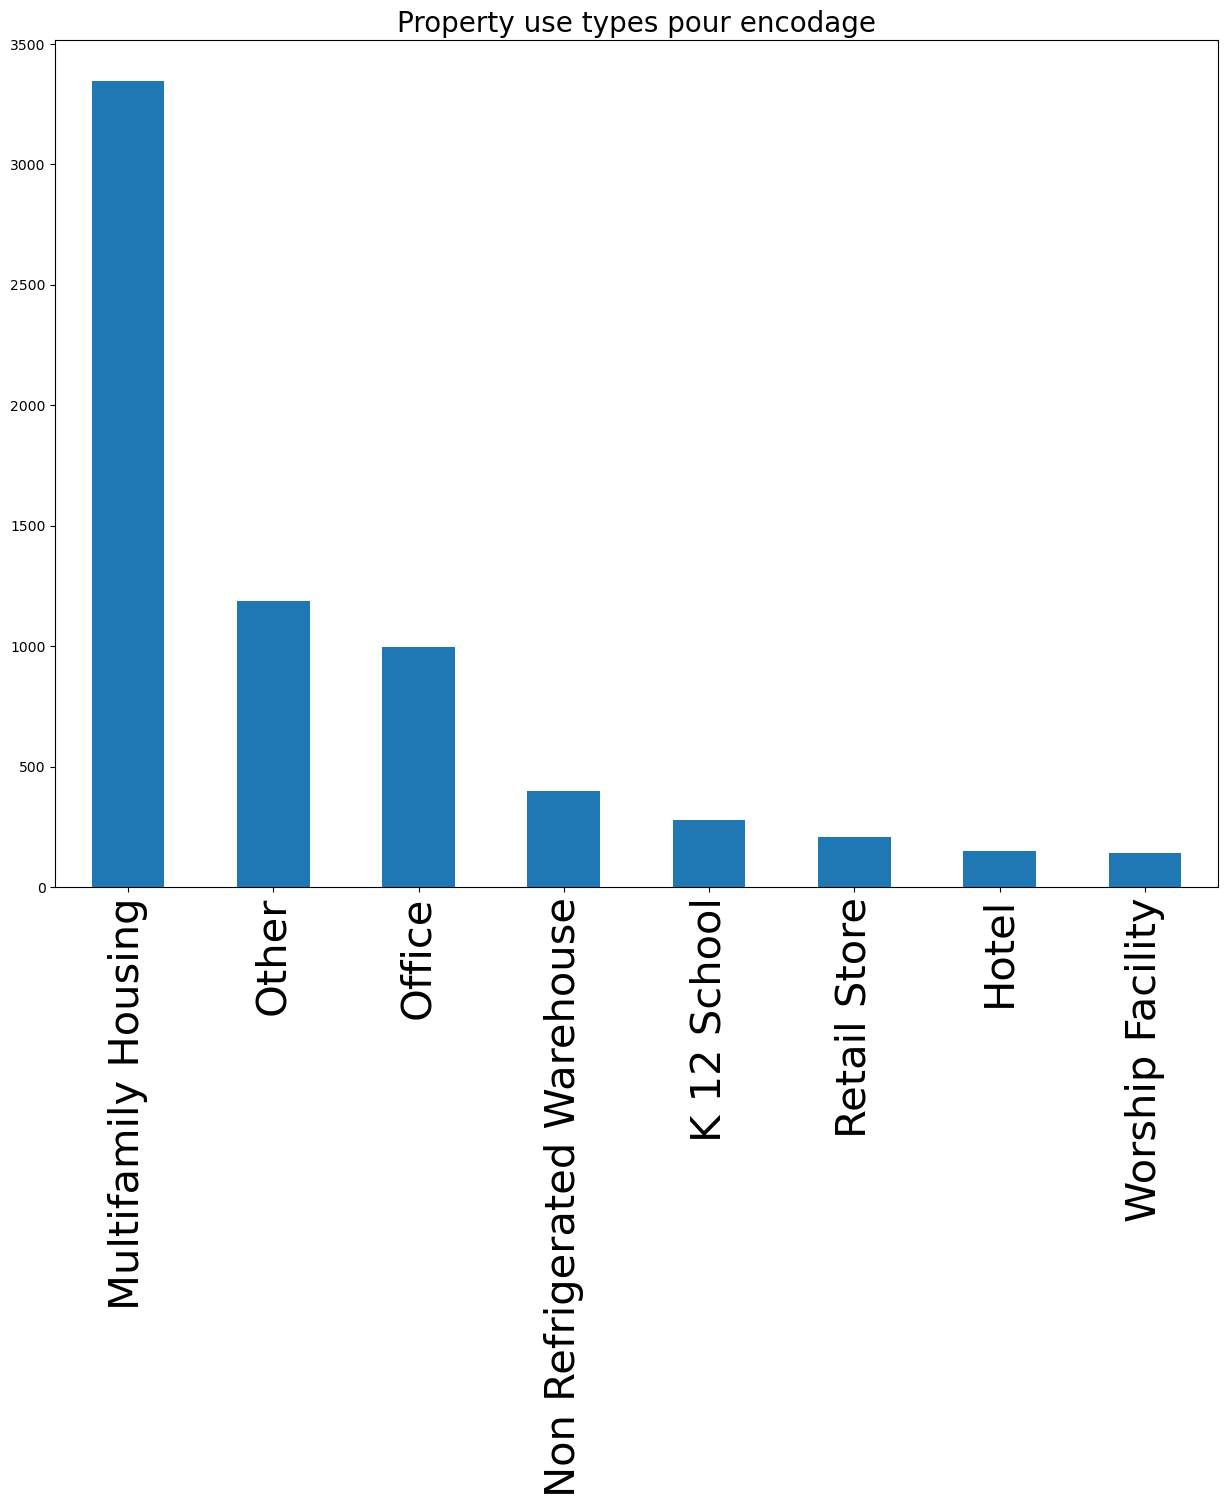 Property use types pour encodage
3500
3000
2500
2000
1500
1000
500
0
Multifamily Housing
Other
Office
Non Refrigerated Warehouse
K 12 School
Retail Store
Hotel
Worship Facility